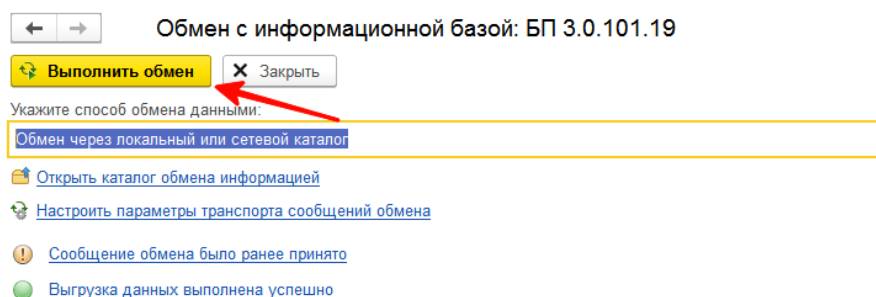 Обмен с информационной базой: БП 3.0.101.19
Выполнить обмен Закрыть
Укажите способ обмена данными:
Обмен через локальный или сетевой каталог
Открыть каталог обмена информацией
Настроить параметры транспорта сообщений обмена
Сообщение обмена было ранее принято
Выгрузка данных выполнена успешно